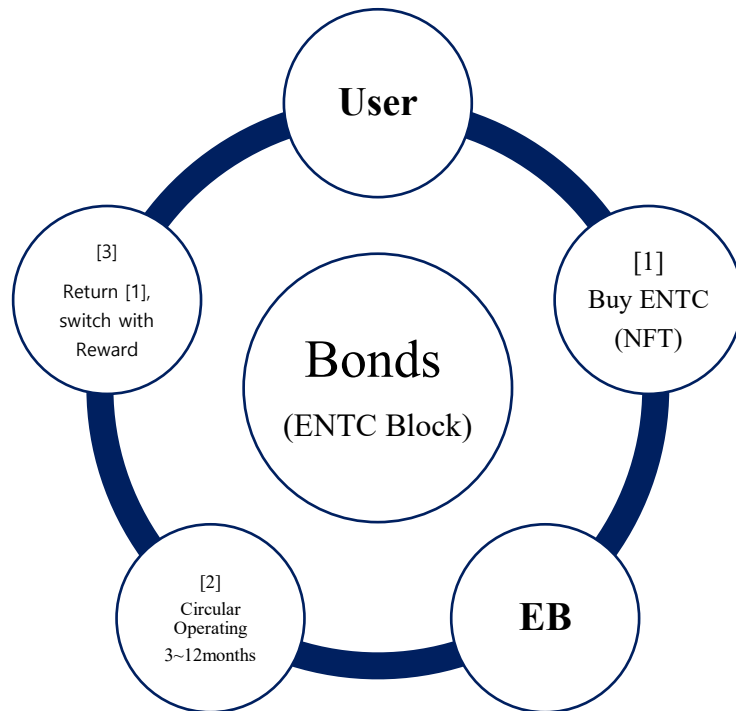 User
[1]
Buy ENTC
(NFT)
EB
[2]
Circular
Operating
3~12months
[3]
Return [1],
switch with
Reward
Bonds
(ENTC Block)